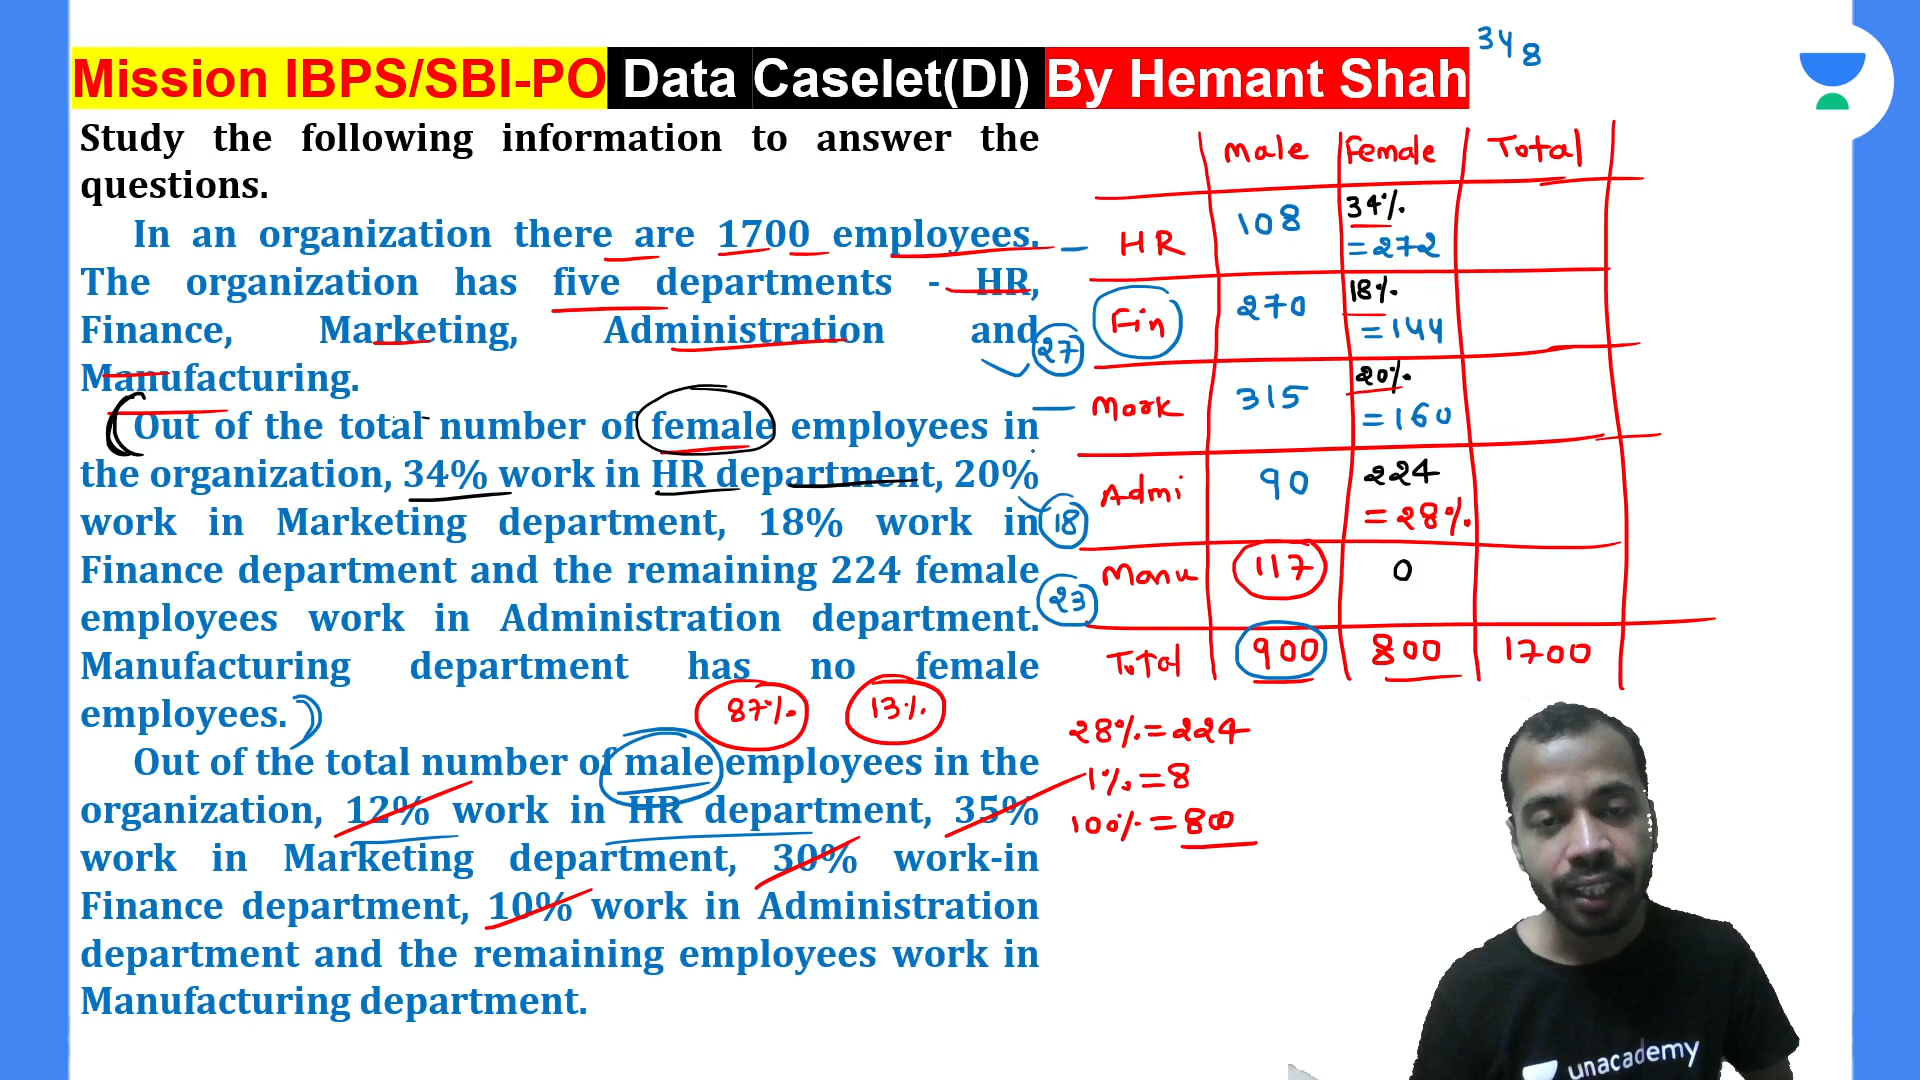 348
Mission IBPS/SBI-PO Data Caselet(DI) By Hemant Shah
Study the following information to answer the
questions.
In an organization there are 1700 employees.
The organization has five departments - HR,
Finance, Marketing, Administration and
Manufacturing.
Out of the total number of female employees in
the organization, 34% work in HR department, 20%
work in Marketing department, 18% work in
Finance department and the remaining 224 female
employees work in Administration department.
Manufacturing department has no female
employees.
87% 13%
Out of the total number of male employees in the
organization, 12% work in HR department, 35%
work in Marketing department, 30% work-in
Finance department, 10% work in Administration
department and the remaining employees work in
Manufacturing department.
27
18
23
Male Female Total
HR 108 34%
=272
Fin 270 18%
=144
Mark 315 20%
=160
Admi 90 224
=28%
Manu 117 0
Total 900 800 1700
28%=224
1%=8
100%=800
unacademy